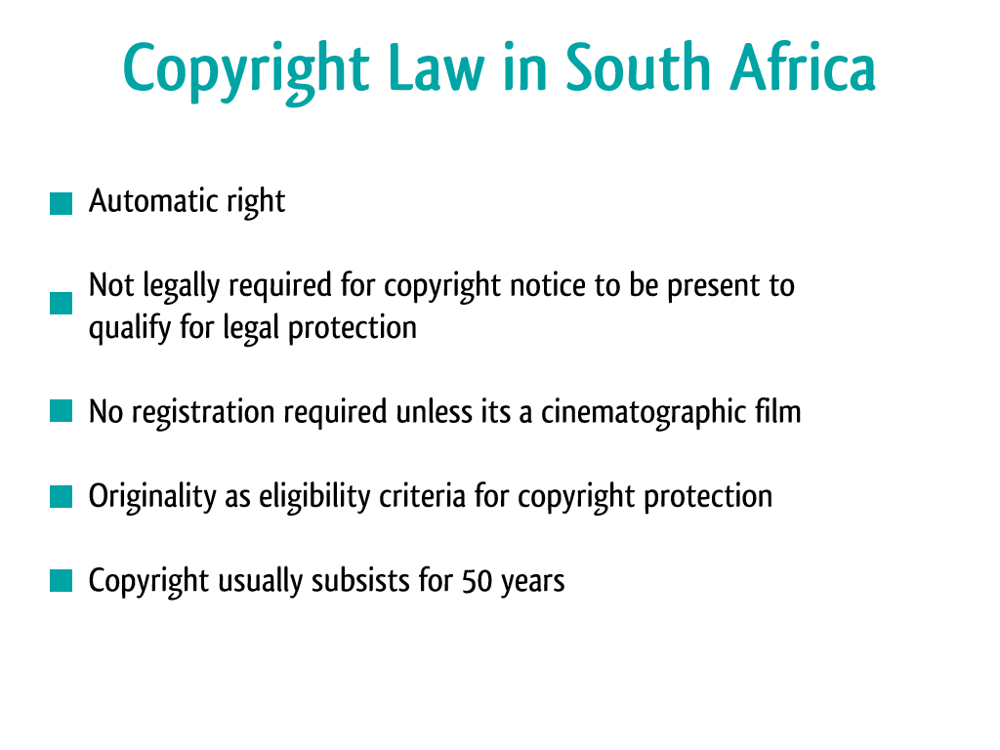 Copyright Law in South Africa
Automatic right
Not legally required for copyright notice to be present to
qualify for legal protection
No registration required unless its a cinematographic film
Originality as eligibility criteria for copyright protection
Copyright usually subsists for 50 years